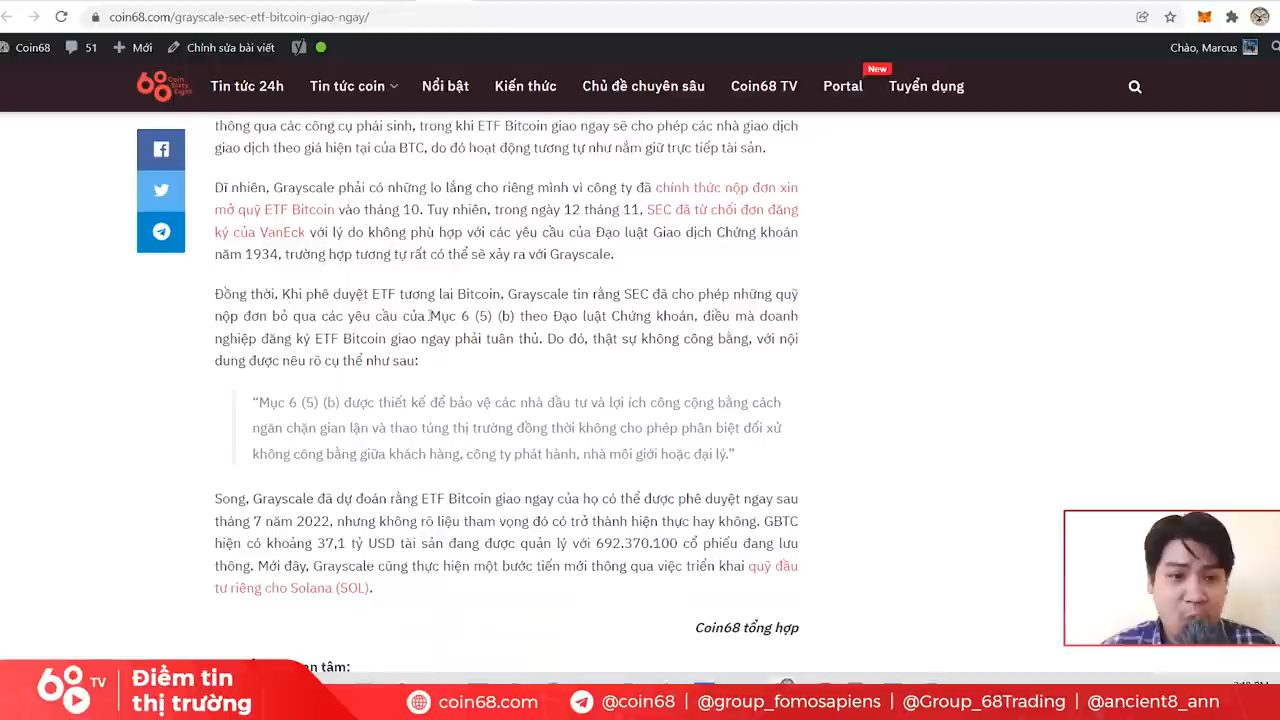 coin68.com/grayscale-sec-etf-bitcoin-giao-ngay/
Coin68 51 Mới Chỉnh sửa bài viết Chào, Marcus
68 Coin Sixty Eight Tin tức 24h Tin tức coin Nổi bật Kiến thức Chủ đề chuyên sâu Coin68 TV Portal New Tuyển dụng
thông qua các công cụ phái sinh, trong khi ETF Bitcoin giao ngay sẽ cho phép các nhà giao dịch
giao dịch theo giá hiện tại của BTC, do đó hoạt động tương tự như nắm giữ trực tiếp tài sản.
Dĩ nhiên, Grayscale phải có những lo lắng cho riêng mình vì công ty đã chính thức nộp đơn xin
mở quỹ ETF Bitcoin vào tháng 10. Tuy nhiên, trong ngày 12 tháng 11, SEC đã từ chối đơn đăng
ký của VanEck với lý do không phù hợp với các yêu cầu của Đạo luật Giao dịch Chứng khoán
năm 1934, trường hợp tương tự rất có thể sẽ xảy ra với Grayscale.
Đồng thời, Khi phê duyệt ETF tương lai Bitcoin, Grayscale tin rằng SEC đã cho phép những quỹ
nộp đơn bỏ qua các yêu cầu của Mục 6 (5) (b) theo Đạo luật Chứng khoán, điều mà doanh
nghiệp đăng ký ETF Bitcoin giao ngay phải tuân thủ. Do đó, thật sự không công bằng, với nội
dung được nêu rõ cụ thể như sau:
“Mục 6 (5) (b) được thiết kế để bảo vệ các nhà đầu tư và lợi ích công cộng bằng cách
ngăn chặn gian lận và thao túng thị trường đồng thời không cho phép phân biệt đối xử
không công bằng giữa khách hàng, công ty phát hành, nhà môi giới hoặc đại lý.”
Song, Grayscale đã dự đoán rằng ETF Bitcoin giao ngay của họ có thể được phê duyệt ngay sau
tháng 7 năm 2022, nhưng không rõ liệu tham vọng đó có trở thành hiện thực hay không. GBTC
hiện có khoảng 37,1 tỷ USD tài sản đang được quản lý với 692.370.100 cổ phiếu đang lưu
thông. Mới đây, Grayscale cũng thực hiện một bước tiến mới thông qua việc triển khai quỹ đầu
tư riêng cho Solana (SOL).
Coin68 tổng hợp
tâm:
68 TV Điểm tin thị trường coin68.com @coin68 | @group_fomosapiens | @Group_68Trading | @ancient8_ann